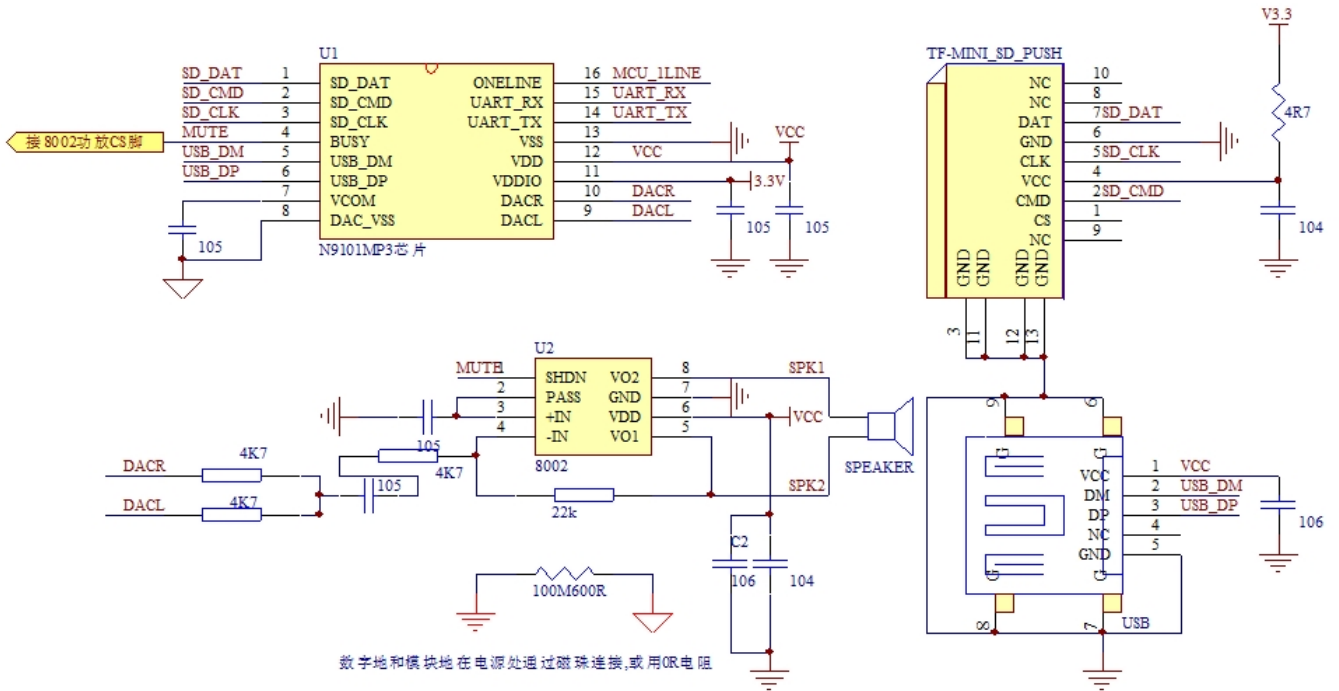 V3.3
U1
TF-MINI_SD_PUSH
SD_DAT 1 SD_DAT ONELINE 16 MCU_1LINE
SD_CMD 2 SD_CMD UART_RX 15 UART_RX
SD_CLK 3 SD_CLK UART_TX 14 UART_TX
接8002功放CS脚 MUTE 4 BUSY VSS 13
USB_DM 5 USB_DM VDD 12 VCC
VCC
USB_DP 6 USB_DP VDDIO 11 3.3V
7 VCOM DACR 10 DACR
8 DAC_VSS DACL 9 DACL
105
105
105
N9101MP3芯片
NC 10
NC 8
DAT 7 SD_DAT
GND 6
CLK 5 SD_CLK
VCC 4
CMD 2 SD_CMD
CS 1
NC 9
4R7
104
GND GND GND GND
3 11 12 13
U2
MUTE 1 SHDN VO2 8 SPK1
2 PASS GND 7
3 +IN VDD 6 VCC
4 -IN VO1 5
105
8002
SPEAKER
DACR 4K7
4K7
105
DACL 4K7
22k
SPK2
C2
106
104
100M600R
数字地和模块地在电源处通过磁珠连接,或用0R电阻
9 6
G
VCC 1 VCC
DM 2 USB_DM
DP 3 USB_DP
NC 4
GND 5
106
G G
8 7
USB